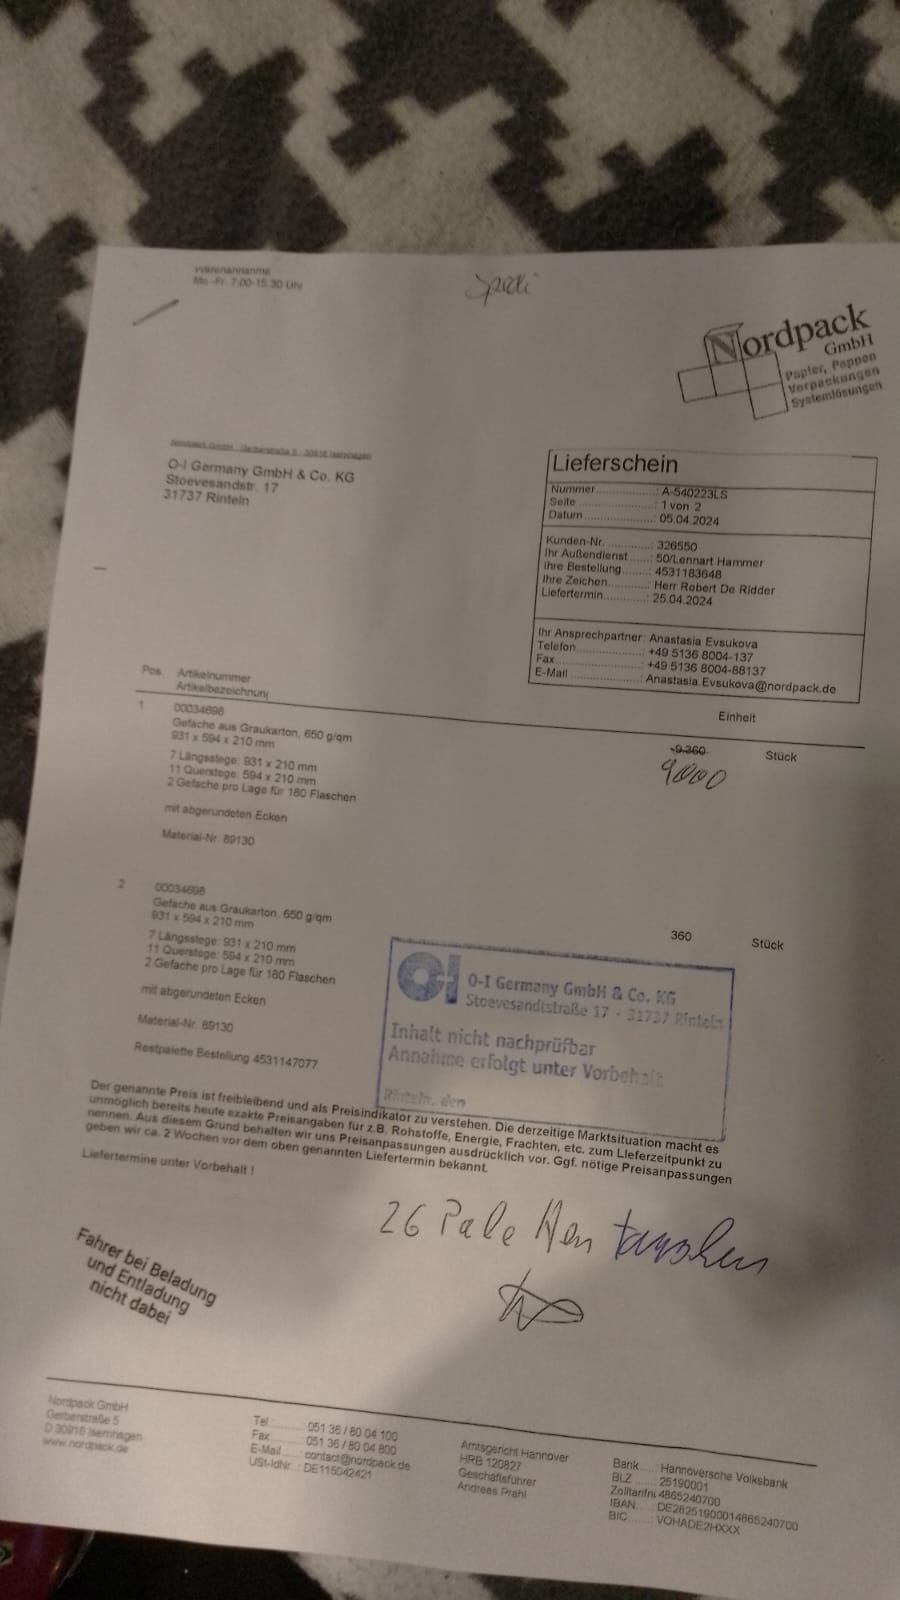 Warenannahme
Mo.-Fr. 7.00-15.30 Uhr
Nordpack
GmbH
Papier, Pappen
Verpackungen
Systemlösungen
Nordpack GmbH - Gerberstraße 5 - 30916 Isernhagen
O-I Germany GmbH & Co. KG
Stoevesandstr. 17
31737 Rinteln
Lieferschein
Nummer....................: A-540223LS
Seite.......................: 1 von 2
Datum.....................: 05.04.2024
Kunden-Nr. ............: 326550
Ihr Außendienst......: 50/Lennart Hammer
Ihre Bestellung........: 4531183648
Ihre Zeichen............: Herr Robert De Ridder
Liefertermin.............: 25.04.2024
Ihr Ansprechpartner: Anastasia Evsukova
Telefon....................: +49 5136 8004-137
Fax..........................: +49 5136 8004-88137
E-Mail .....................: Anastasia.Evsukova@nordpack.de
Pos. Artikelnummer
Artikelbezeichnung
Einheit
1 00034698
9.360 Stück
9000
Gefache aus Graukarton, 650 g/qm
931 x 594 x 210 mm
7 Längsstege: 931 x 210 mm
11 Querstege: 594 x 210 mm
2 Gefache pro Lage für 180 Flaschen
mit abgerundeten Ecken
Material-Nr. 89130
2 00034698
360 Stück
Gefache aus Graukarton, 650 g/qm
931 x 594 x 210 mm
7 Längsstege: 931 x 210 mm
11 Querstege: 594 x 210 mm
2 Gefache pro Lage für 180 Flaschen
mit abgerundeten Ecken
Material-Nr. 89130
Restpalette Bestellung 4531147077
O-I Germany GmbH & Co. KG
Stoevesandtstraße 17 - 31737 Rinteln
Inhalt nicht nachprüfbar
Annahme erfolgt unter Vorbehalt
Rinteln, den
Der genannte Preis ist freibleibend und als Preisindikator zu verstehen. Die derzeitige Marktsituation macht es
unmöglich bereits heute exakte Preisangaben für z.B. Rohstoffe, Energie, Frachten, etc. zum Lieferzeitpunkt zu
nennen. Aus diesem Grund behalten wir uns Preisanpassungen ausdrücklich vor. Ggf. nötige Preisanpassungen
geben wir ca. 2 Wochen vor dem oben genannten Liefertermin bekannt.
Liefertermine unter Vorbehalt !
26 Paletten tauschen
Fahrer bei Beladung
und Entladung
nicht dabei
Nordpack GmbH
Gerberstraße 5
D 30916 Isernhagen
www.nordpack.de
Tel ..........: 051 36 / 80 04 100
Fax..........: 051 36 / 80 04 800
E-Mail .....: contact@nordpack.de
USt-IdNr. : DE115042421
Amtsgericht Hannover
HRB 120827
Geschäftsführer
Andreas Prahl
Bank ....: Hannoversche Volksbank
BLZ ......: 25190001
Zolltarifnr 4865240700
IBAN.....: DE28251900014865240700
BIC .......: VOHADE2HXXX